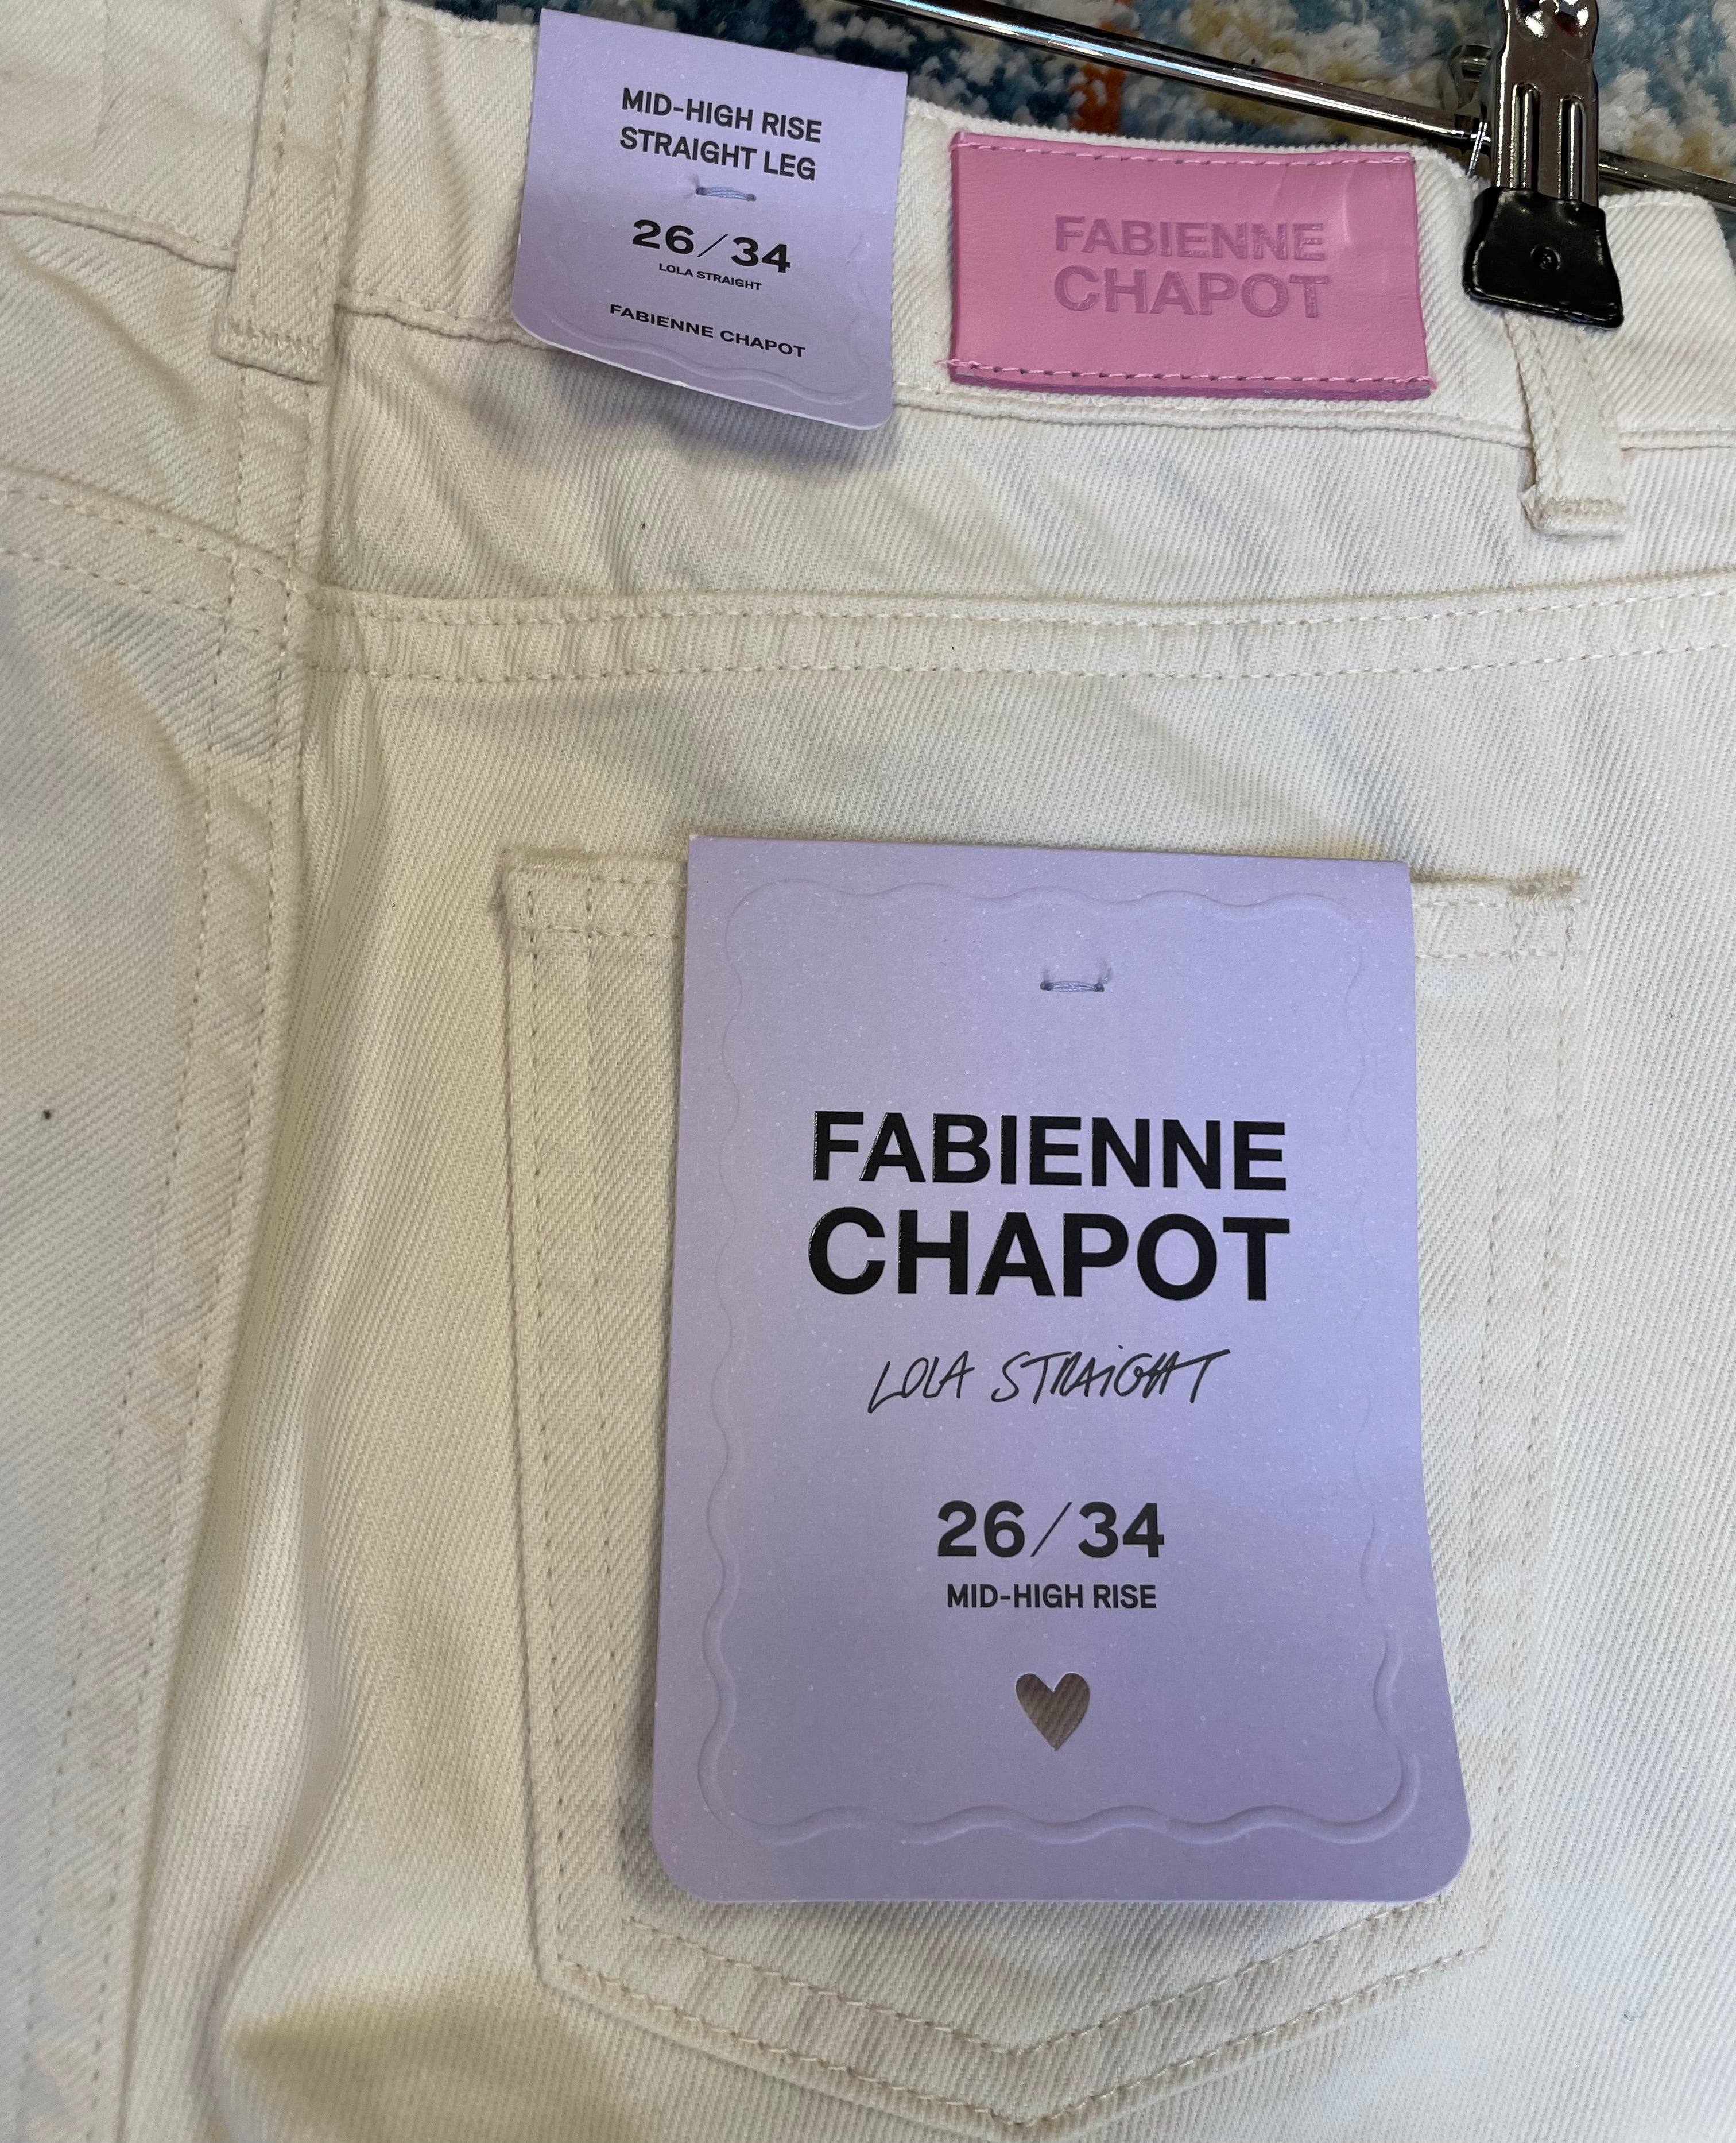 MID-HIGH RISE
STRAIGHT LEG
26/34
LOLA STRAIGHT
FABIENNE CHAPOT
FABIENNE
CHAPOT
FABIENNE
CHAPOT
LOLA STRAiGHT
26/34
MID-HIGH RISE